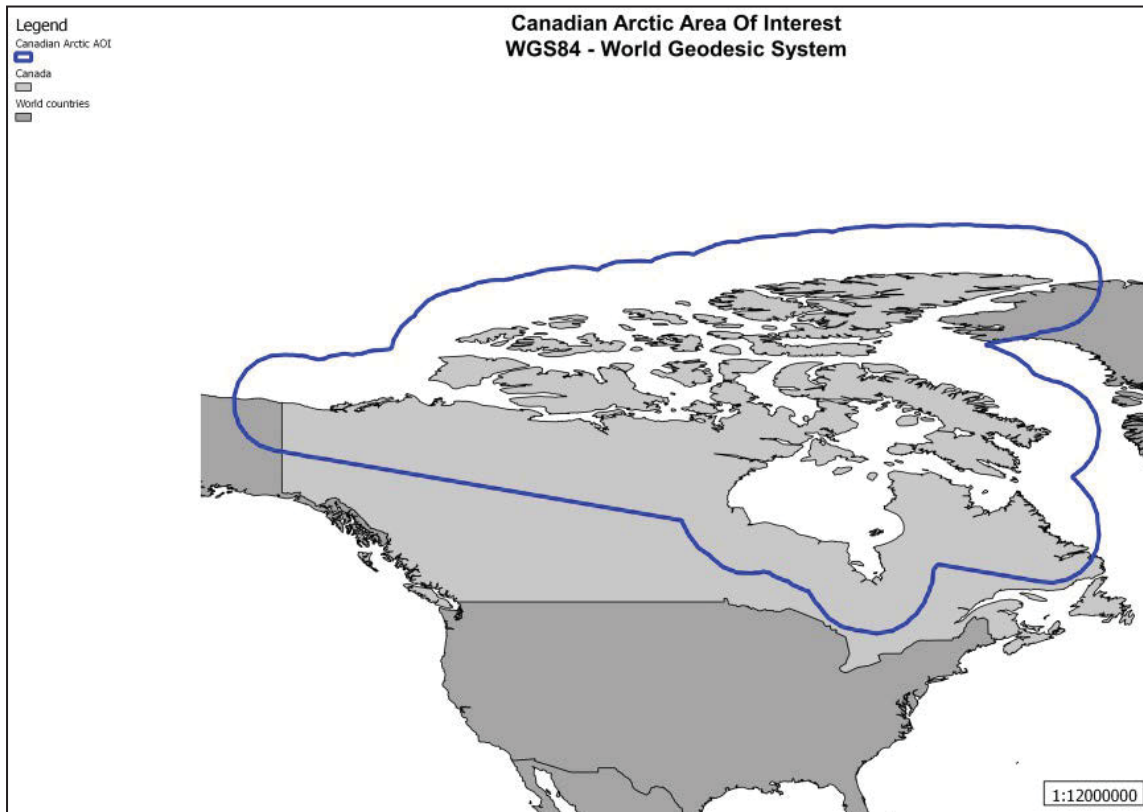 Canadian Arctic Area Of Interest
WGS84 - World Geodesic System
Legend
Canadian Arctic AOI
Canada
World countries
1:12000000